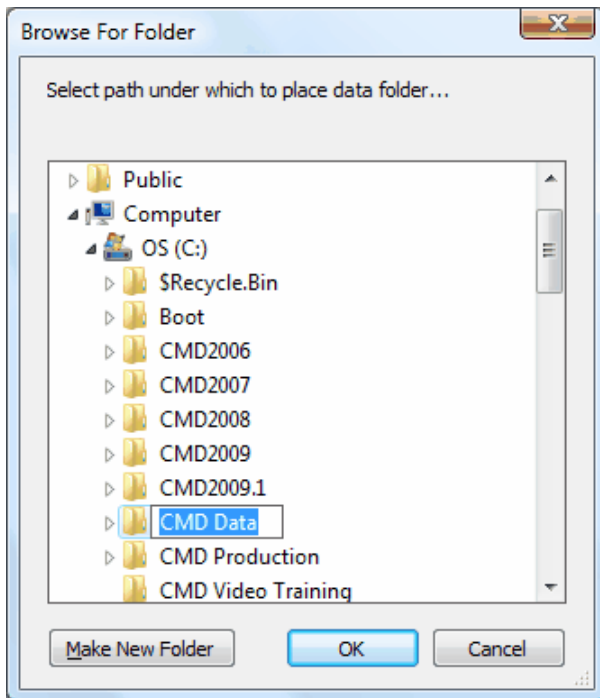 Browse For Folder
Select path under which to place data folder...
Public
Computer
OS (C:)
$Recycle.Bin
Boot
CMD2006
CMD2007
CMD2008
CMD2009
CMD2009.1
CMD Data
CMD Production
CMD Video Training
Make New Folder
OK
Cancel